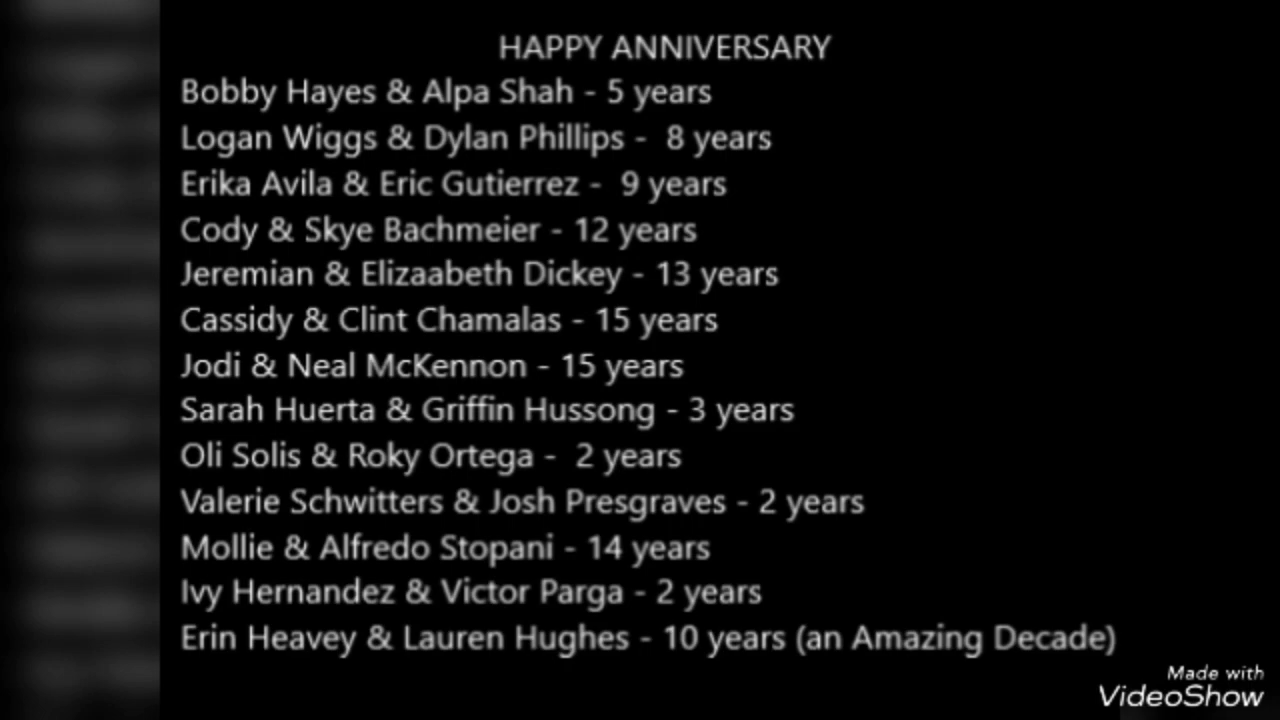 HAPPY ANNIVERSARY
Bobby Hayes & Alpa Shah - 5 years
Logan Wiggs & Dylan Phillips -  8 years
Erika Avila & Eric Gutierrez -  9 years
Cody & Skye Bachmeier - 12 years
Jeremian & Elizaabeth Dickey - 13 years
Cassidy & Clint Chamalas - 15 years
Jodi & Neal McKennon - 15 years
Sarah Huerta & Griffin Hussong - 3 years
Oli Solis & Roky Ortega -  2 years
Valerie Schwitters & Josh Presgraves - 2 years
Mollie & Alfredo Stopani - 14 years
Ivy Hernandez & Victor Parga - 2 years
Erin Heavey & Lauren Hughes - 10 years (an Amazing Decade)
Made with
VideoShow